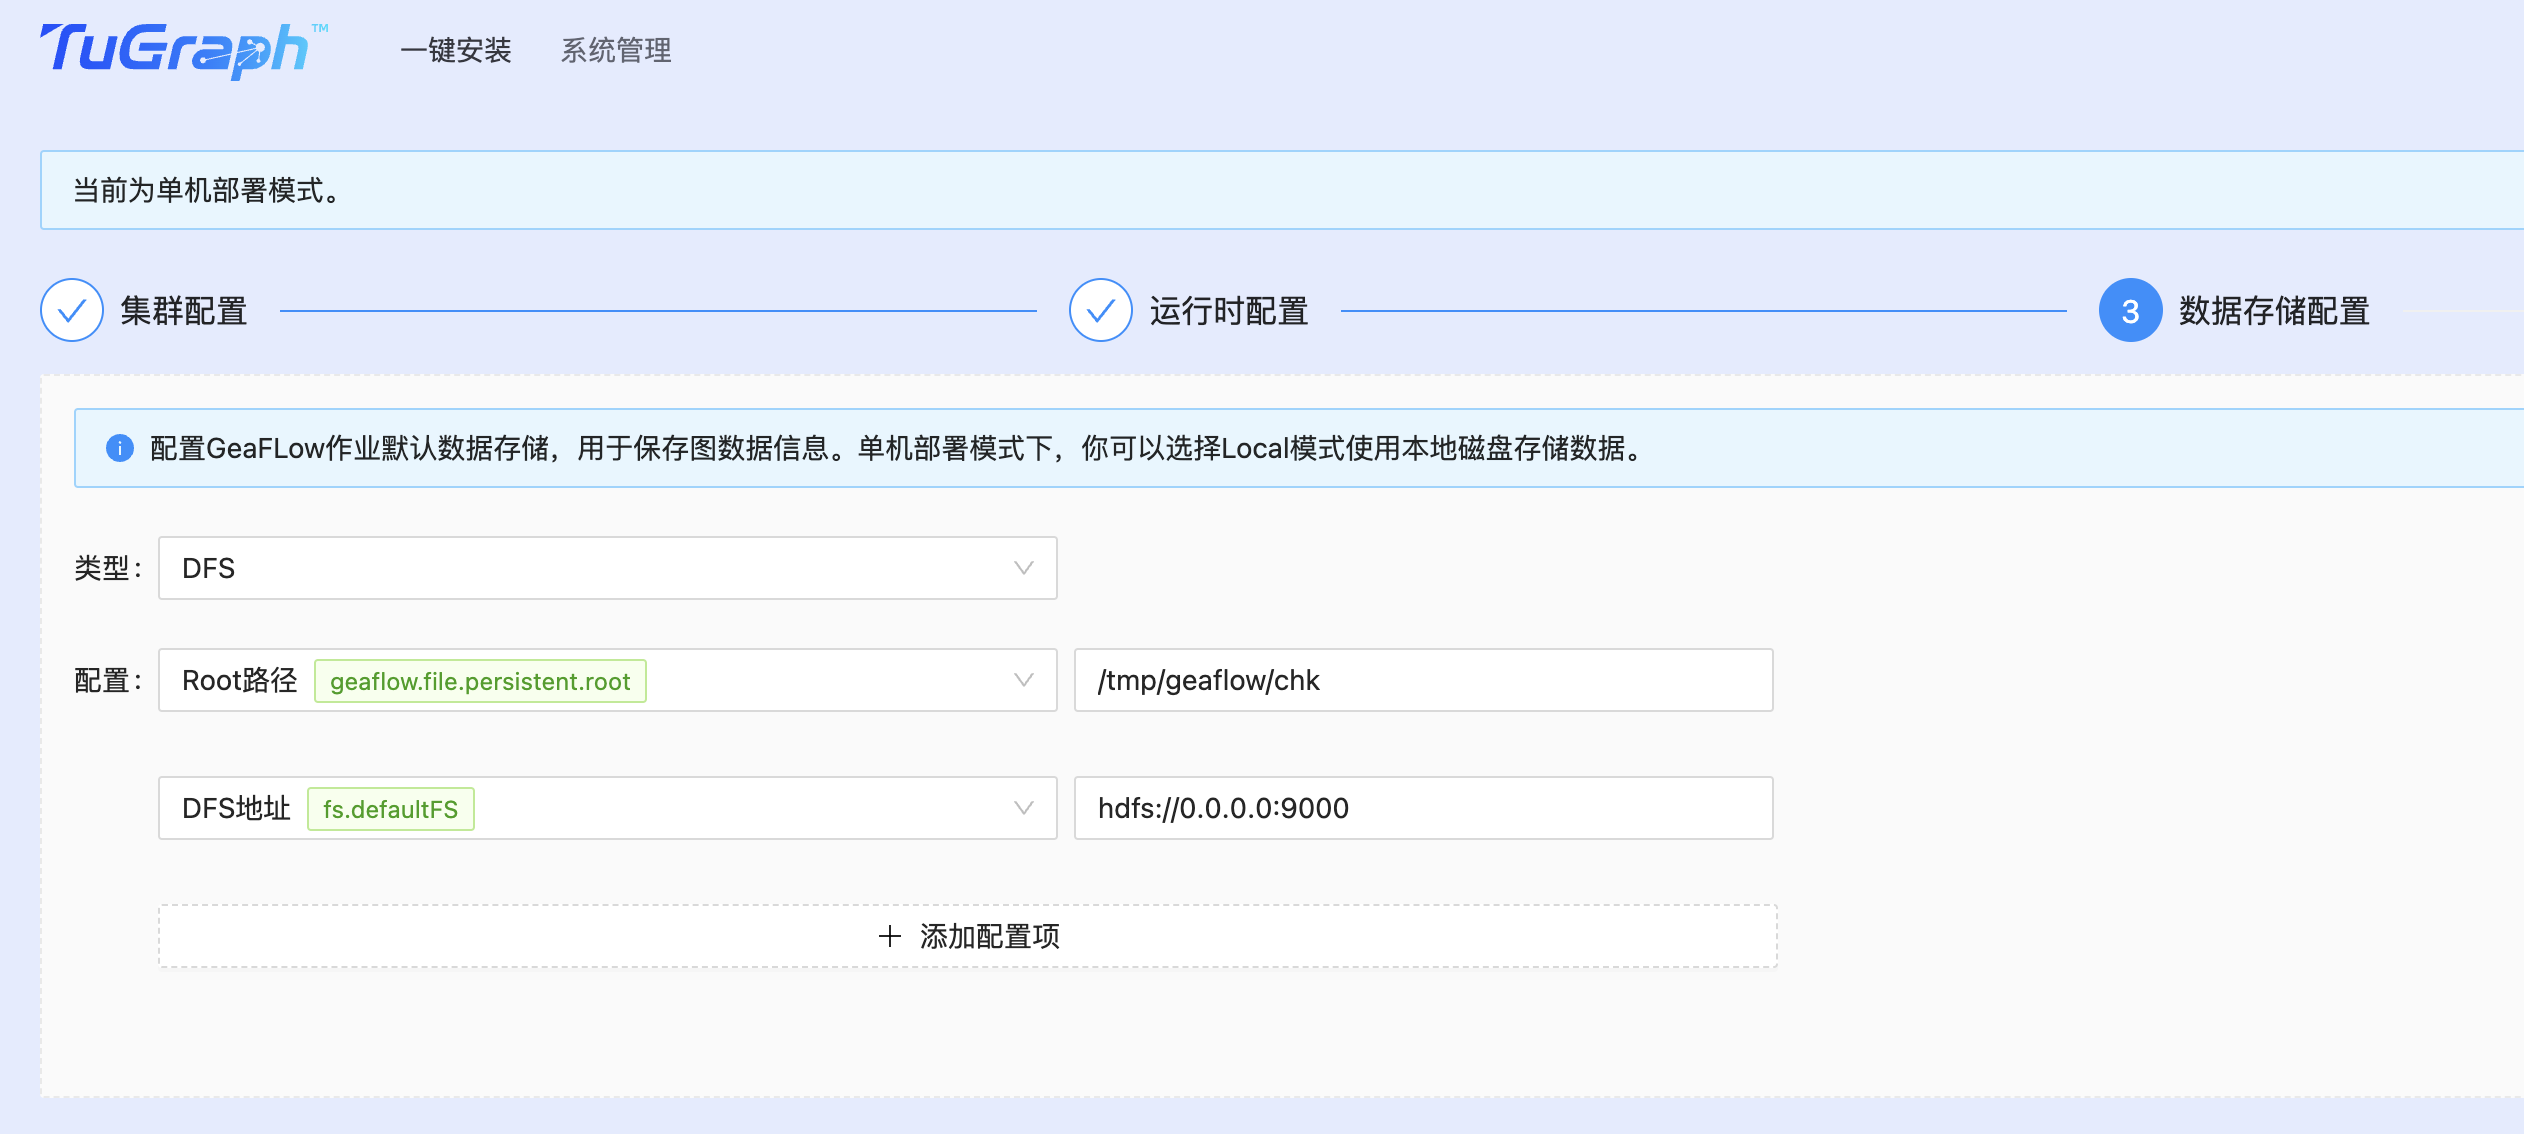 TuGraph™ 一键安装 系统管理
当前为单机部署模式。
集群配置 运行时配置 3 数据存储配置
配置GeaFLow作业默认数据存储，用于保存图数据信息。单机部署模式下，你可以选择Local模式使用本地磁盘存储数据。
类型： DFS
配置： Root路径 geaflow.file.persistent.root /tmp/geaflow/chk
DFS地址 fs.defaultFS hdfs://0.0.0.0:9000
+ 添加配置项